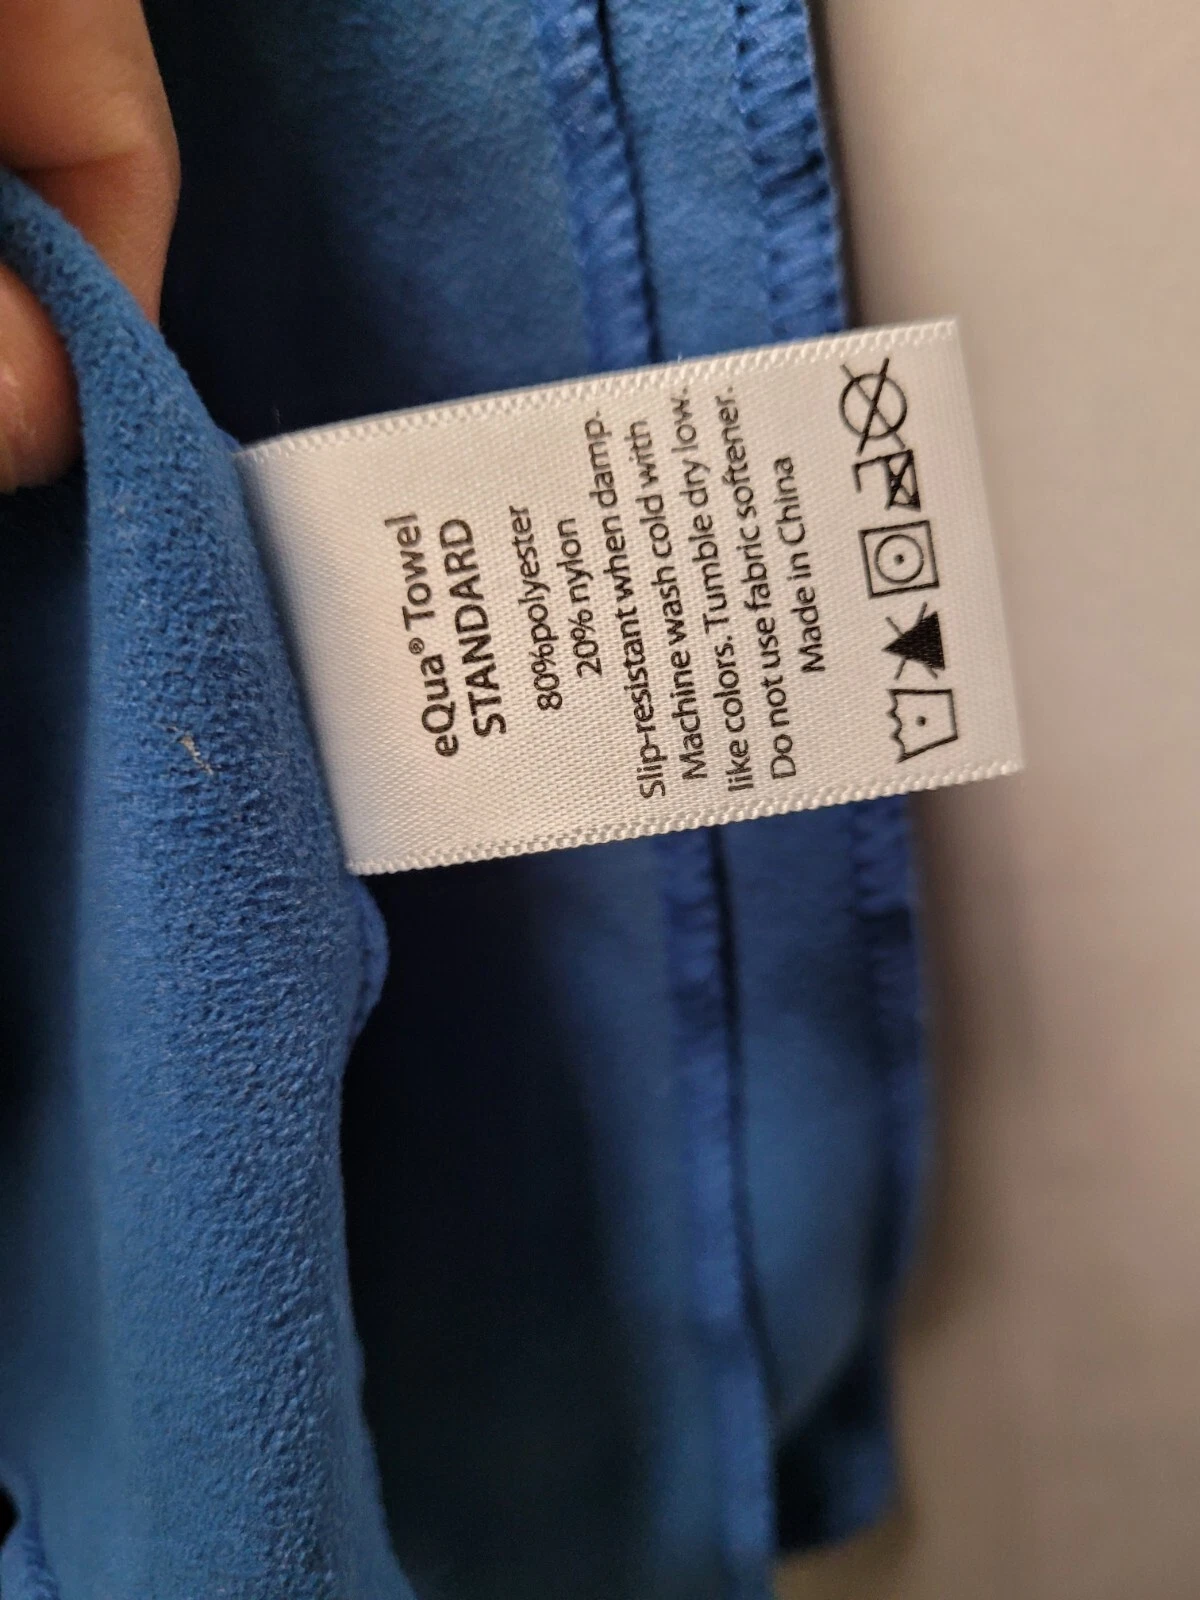 eQua® Towel
STANDARD
80%polyester
20% nylon
Slip-resistant when damp.
Machine wash cold with
like colors. Tumble dry low.
Do not use fabric softener.
Made in China